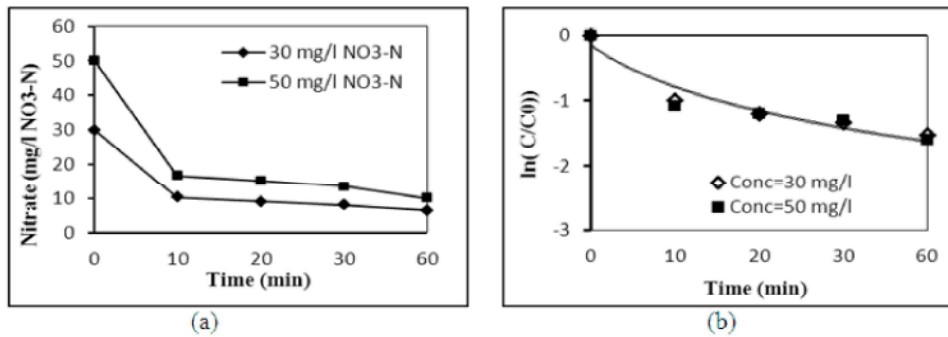 60
50
40
30
20
10
0
Nitrate (mg/l NO3-N)
30 mg/l NO3-N
50 mg/l NO3-N
0 10 20 30 60
Time (min)
(a)
0
-1
-2
-3
ln( C/C0))
Conc=30 mg/l
Conc=50 mg/l
0 10 20 30 60
Time (min)
(b)